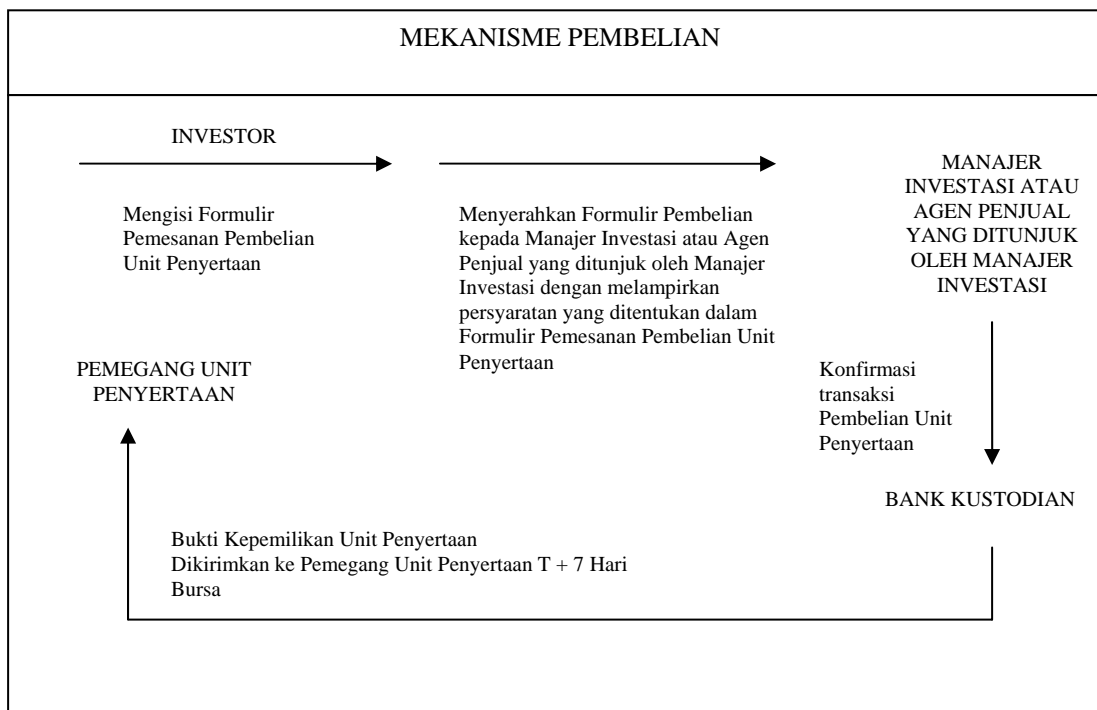 MEKANISME PEMBELIAN
INVESTOR
Mengisi Formulir
Pemesanan Pembelian
Unit Penyertaan
Menyerahkan Formulir Pembelian
kepada Manajer Investasi atau Agen
Penjual yang ditunjuk oleh Manajer
Investasi dengan melampirkan
persyaratan yang ditentukan dalam
Formulir Pemesanan Pembelian Unit
Penyertaan
MANAJER
INVESTASI ATAU
AGEN PENJUAL
YANG DITUNJUK
OLEH MANAJER
INVESTASI
Konfirmasi
transaksi
Pembelian Unit
Penyertaan
BANK KUSTODIAN
Bukti Kepemilikan Unit Penyertaan
Dikirimkan ke Pemegang Unit Penyertaan T + 7 Hari
Bursa
PEMEGANG UNIT
PENYERTAAN